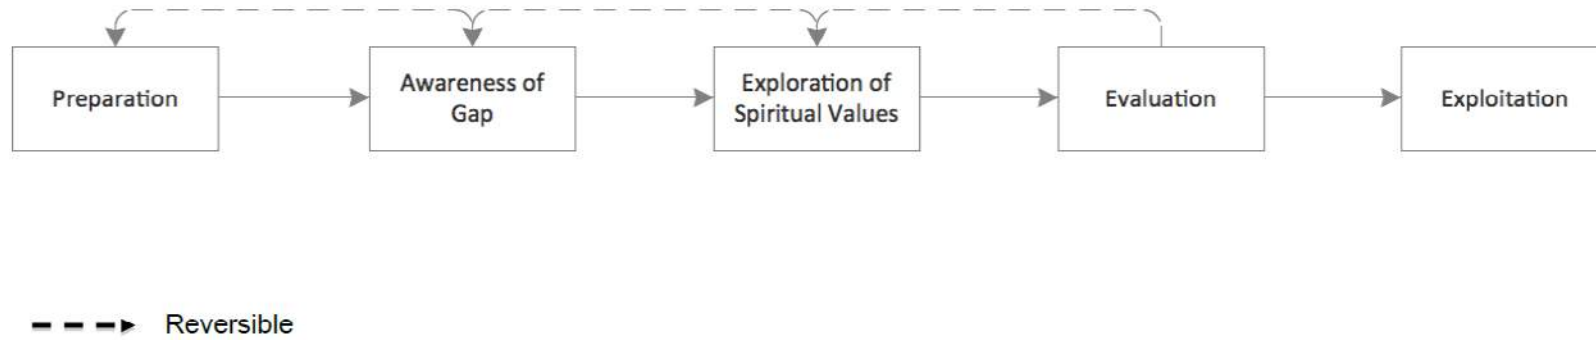 Preparation
Awareness of
Gap
Exploration of
Spiritual Values
Evaluation
Exploitation
Reversible